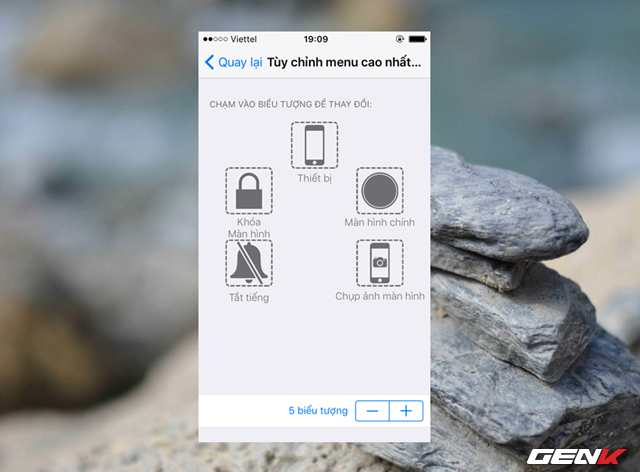 Viettel 19:09
Quay lại Tùy chỉnh menu cao nhất...
CHẠM VÀO BIỂU TƯỢNG ĐỂ THAY ĐỔI:
Thiết bị
Khóa
Màn hình
Màn hình chính
Tắt tiếng
Chụp ảnh màn hình
5 biểu tượng
GENK